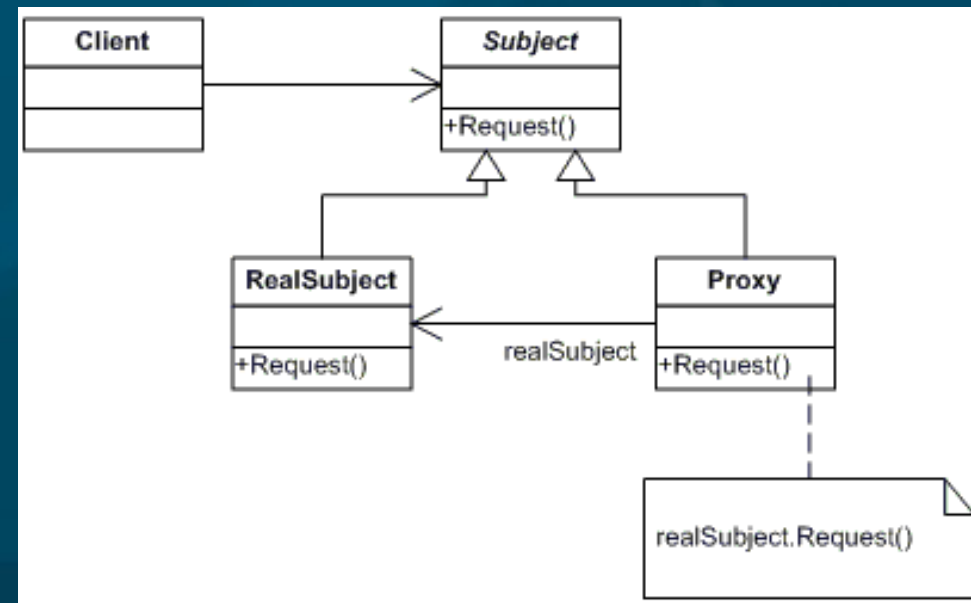 Client
Subject
+Request()
RealSubject
Proxy
realSubject
+Request()
+Request()
realSubject.Request()